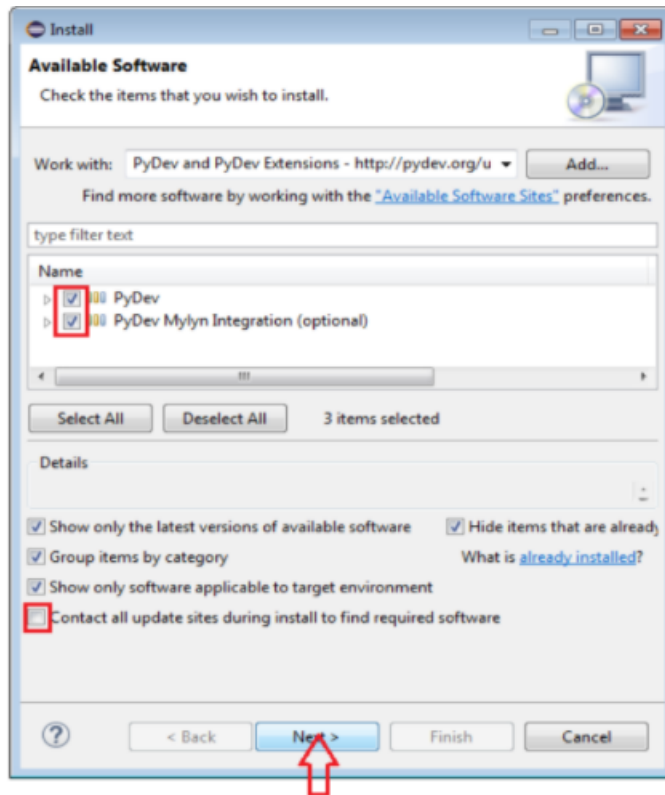 Install
Available Software
Check the items that you wish to install.
Work with: PyDev and PyDev Extensions - http://pydev.org/u Add...
Find more software by working with the "Available Software Sites" preferences.
type filter text
Name
PyDev
PyDev Mylyn Integration (optional)
Select All Deselect All 3 items selected
Details
Show only the latest versions of available software Hide items that are already
Group items by category What is already installed?
Show only software applicable to target environment
Contact all update sites during install to find required software
? < Back Next > Finish Cancel